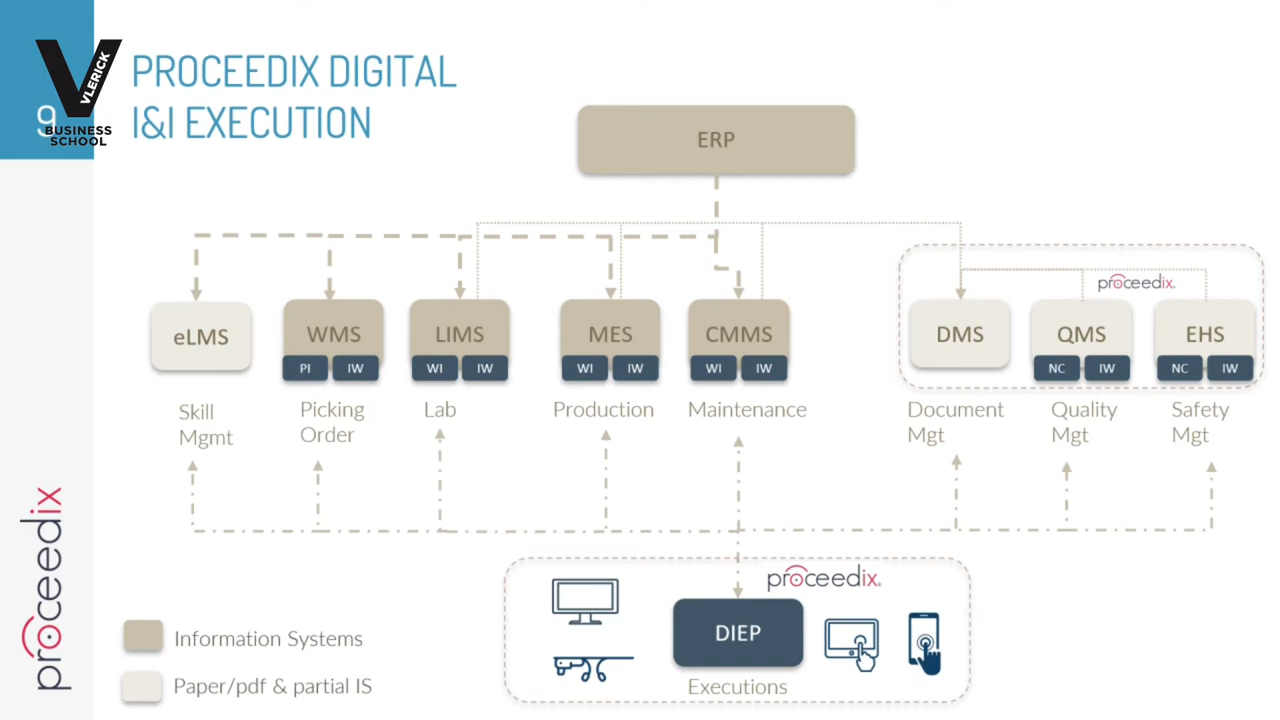 PROCEEDIX DIGITAL
I&I EXECUTION
9
VLERICK
BUSINESS
SCHOOL
ERP
proceedix.
eLMS
WMS
LIMS
MES
CMMS
DMS
QMS
EHS
PI
IW
WI
IW
WI
IW
WI
IW
NC
IW
NC
IW
Skill
Mgmt
Picking
Order
Lab
Production
Maintenance
Document
Mgt
Quality
Mgt
Safety
Mgt
proceedix.
DIEP
Executions
proceedix
Information Systems
Paper/pdf & partial IS